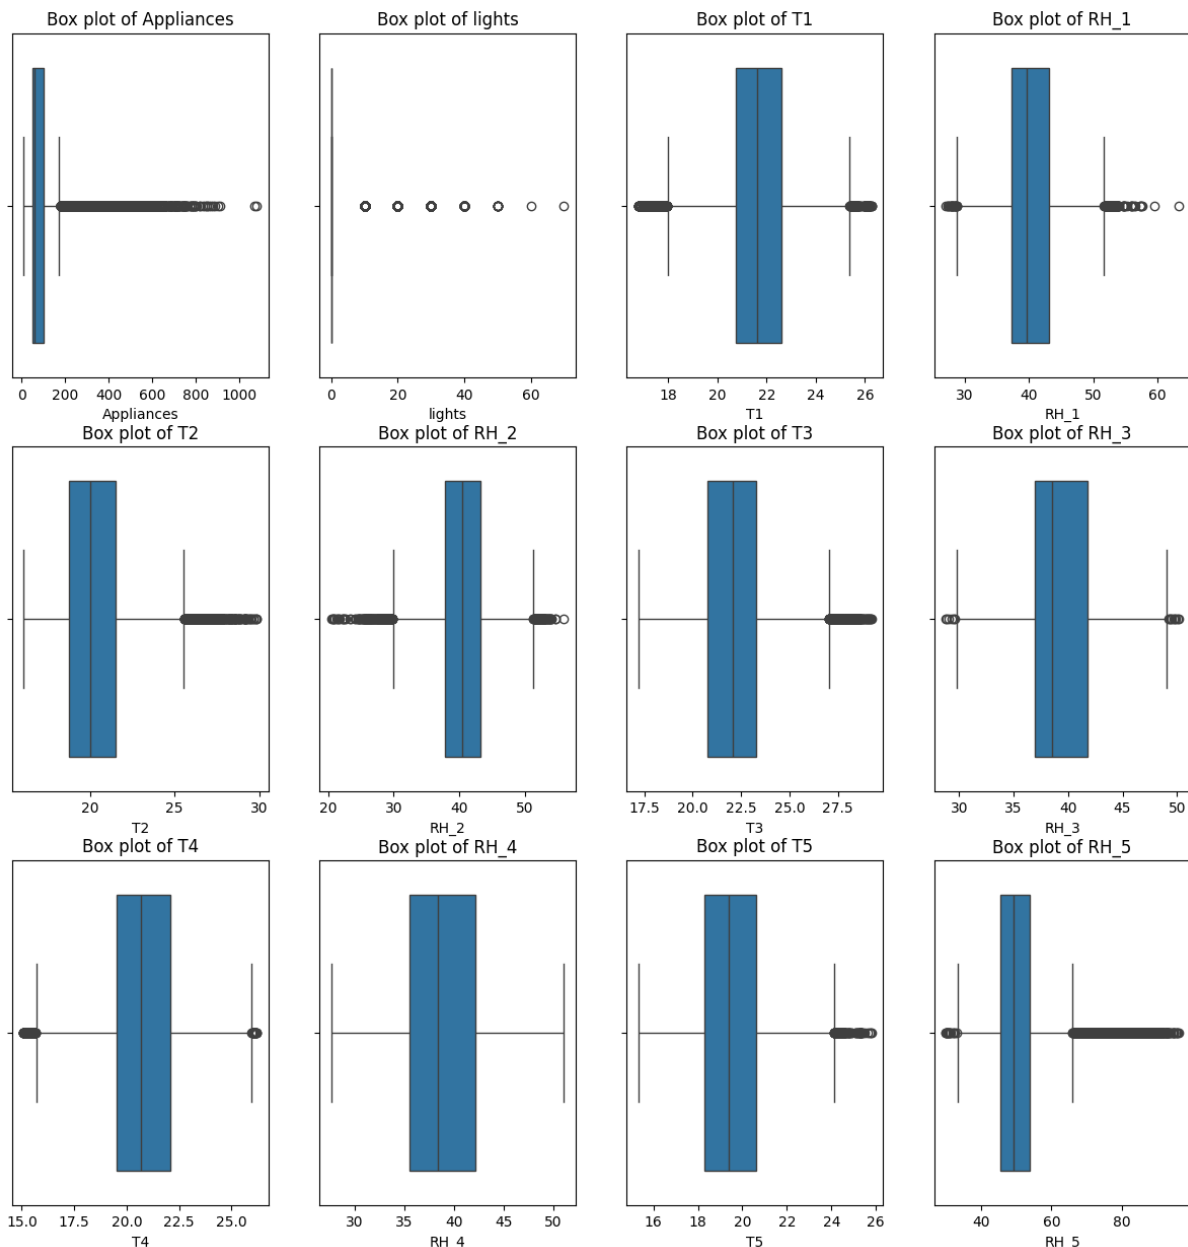 Box plot of Appliances
Box plot of lights
Box plot of T1
Box plot of RH_1
0 200 400 600 800 1000
0 20 40 60
18 20 22 24 26
30 40 50 60
Appliances
lights
T1
RH_1
Box plot of T2
Box plot of RH_2
Box plot of T3
Box plot of RH_3
20 25 30
20 30 40 50
17.5 20.0 22.5 25.0 27.5
30 35 40 45 50
T2
RH_2
T3
RH_3
Box plot of T4
Box plot of RH_4
Box plot of T5
Box plot of RH_5
15.0 17.5 20.0 22.5 25.0
30 35 40 45 50
16 18 20 22 24 26
40 60 80
T4
RH_4
T5
RH_5